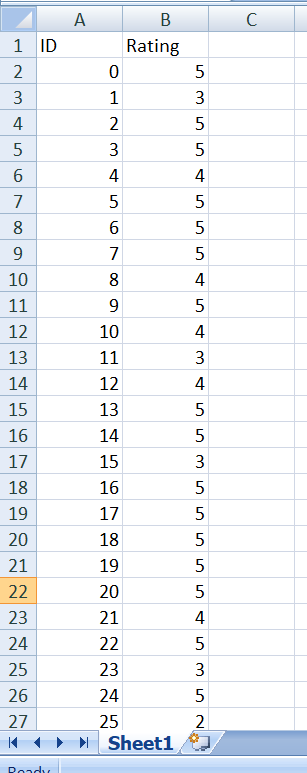 A B C
1 ID Rating
2 0 5
3 1 3
4 2 5
5 3 5
6 4 4
7 5 5
8 6 5
9 7 5
10 8 4
11 9 5
12 10 4
13 11 3
14 12 4
15 13 5
16 14 5
17 15 3
18 16 5
19 17 5
20 18 5
21 19 5
22 20 5
23 21 4
24 22 5
25 23 3
26 24 5
27 25 2
Sheet1
Ready